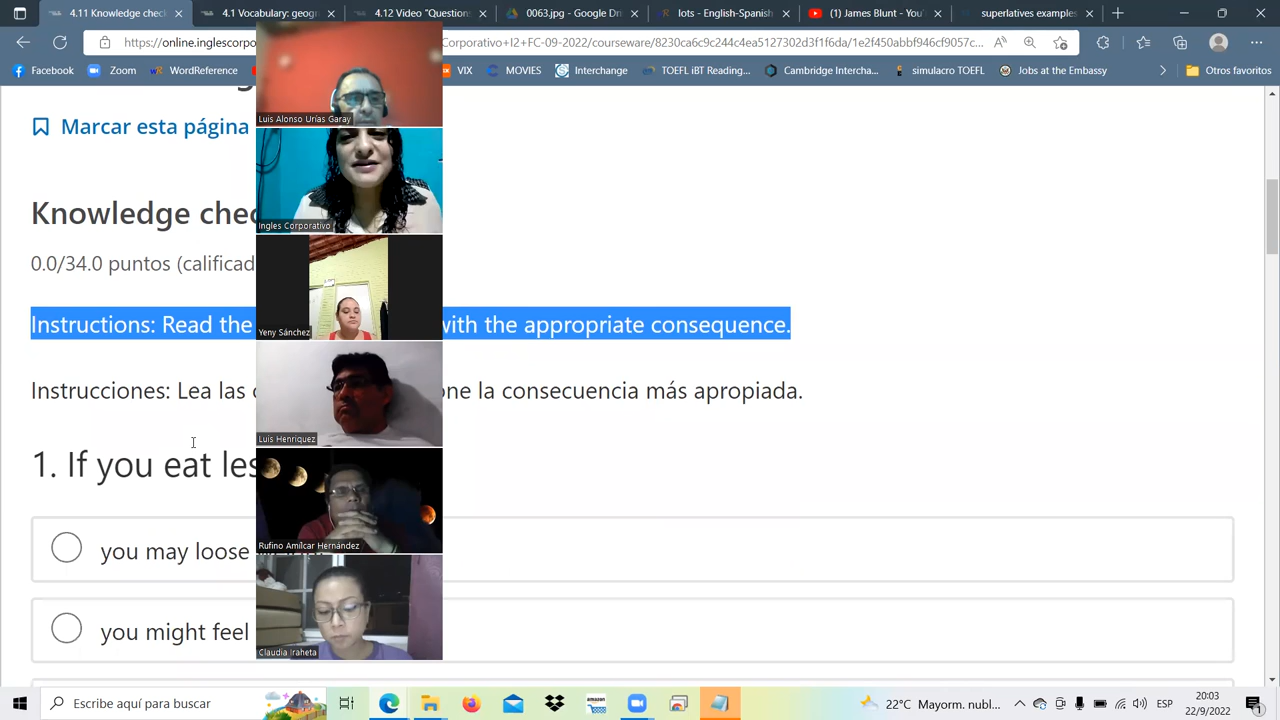 4.11
4.1
4.12 Video "Question
0063.jpg - Google Dr
lots - English-Spanish
(1) James Blunt - You'
superlatives examples
https://online.inglescorpo
Corporativo+I2+FC-09-2022/courseware/8230ca6c9c244c4ea5127302d3f1f6da/1e2f450abbf946cf9057c...
Facebook
Zoom
WordReference
VIX
MOVIES
Interchange
TOEFL iBT Reading...
Cambridge Intercha...
simulacro TOEFL
Jobs at the Embassy
Otros favoritos
Marcar esta página
Luis Alonso Urías Garay
Knowledge chec
Ingles Corporativo
0.0/34.0 puntos (calificad
Instructions: Read the
with the appropriate consequence.
Yeny Sánchez
Instrucciones: Lea las
one la consecuencia más apropiada.
Luis Henriquez
1. If you eat les
you may loose
Rufino Amílcar Hernández
you might feel
Claudia Iraheta
Escribe aquí para buscar
amazon
22°C Mayorm. nubl...
ESP
20:03
22/9/2022
1